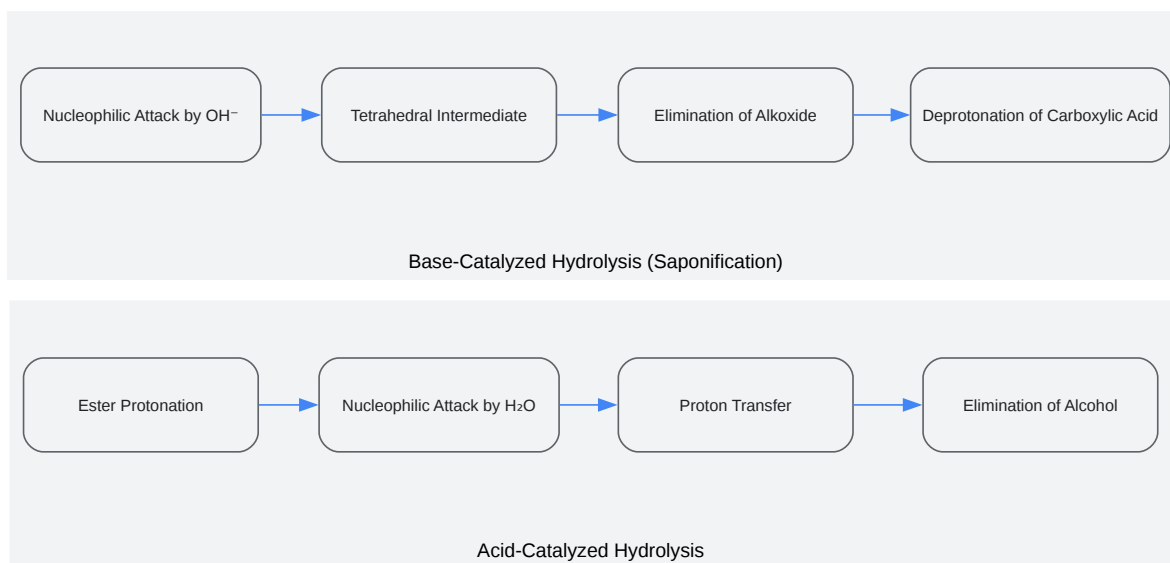 Nucleophilic Attack by OH⁻
Tetrahedral Intermediate
Elimination of Alkoxide
Deprotonation of Carboxylic Acid
Base-Catalyzed Hydrolysis (Saponification)
Ester Protonation
Nucleophilic Attack by H₂O
Proton Transfer
Elimination of Alcohol
Acid-Catalyzed Hydrolysis